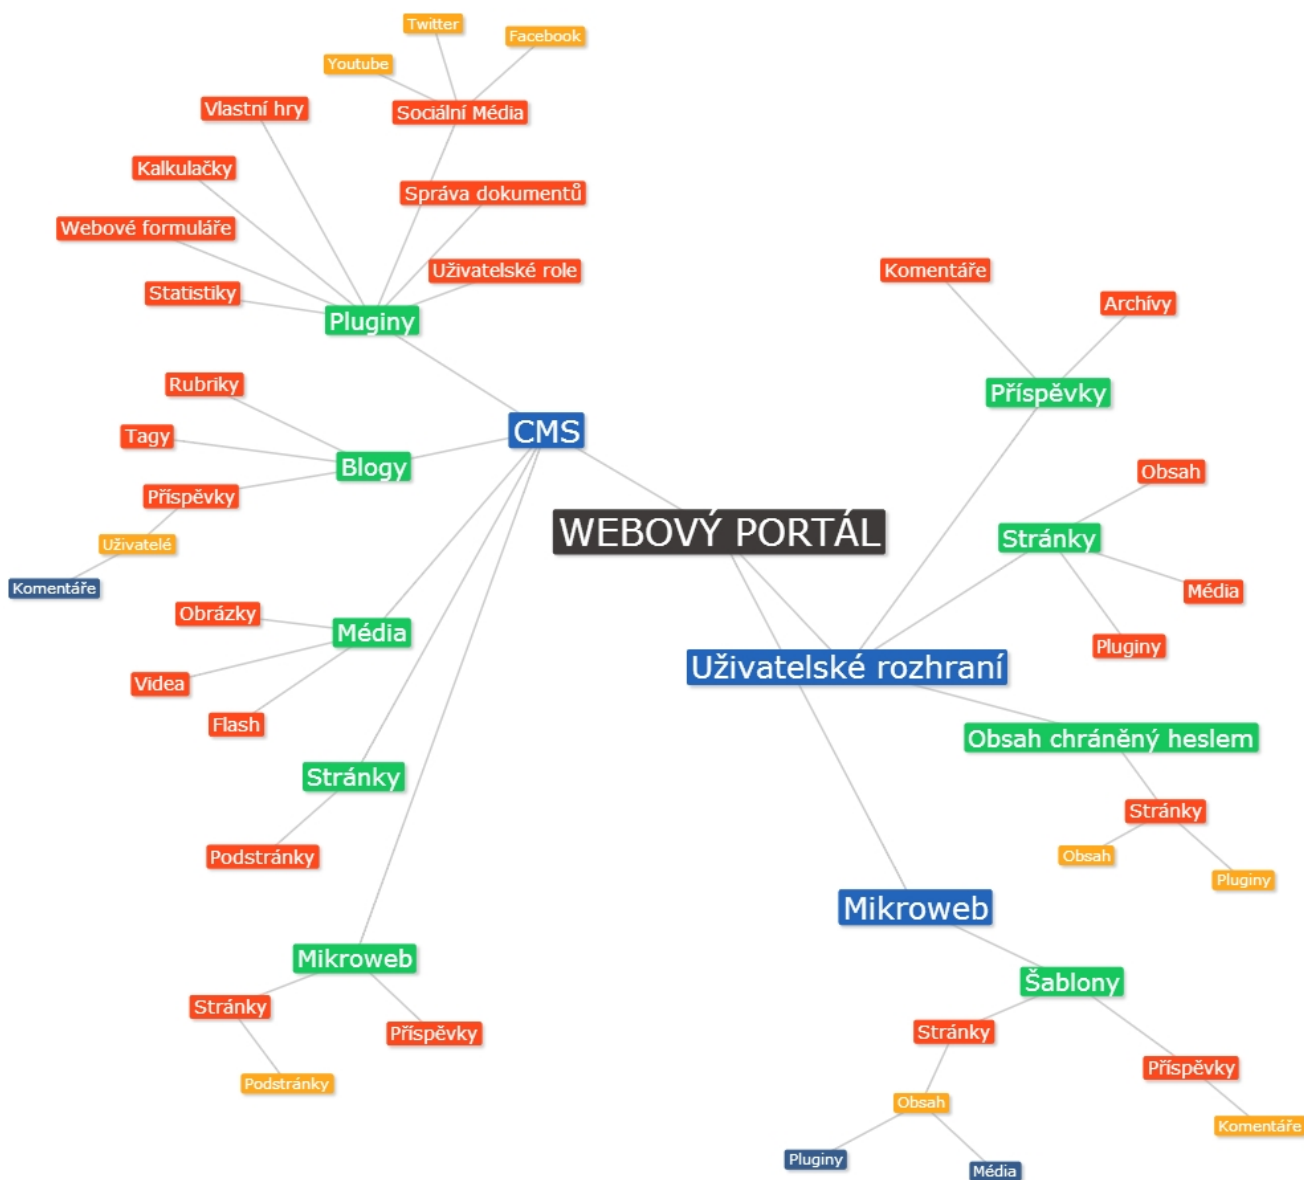 Twitter
Facebook
Youtube
Sociální Média
Vlastní hry
Kalkulačky
Správa dokumentů
Webové formuláře
Uživatelské role
Statistiky
Pluginy
Rubriky
Tagy
Blogy
CMS
Příspěvky
Uživatelé
Komentáře
Obrázky
Média
Videa
Flash
Stránky
Podstránky
Mikroweb
Stránky
Příspěvky
Podstránky
WEBOVÝ PORTÁL
Komentáře
Archívy
Příspěvky
Obsah
Stránky
Média
Pluginy
Uživatelské rozhraní
Obsah chráněný heslem
Stránky
Obsah
Pluginy
Mikroweb
Šablony
Stránky
Příspěvky
Obsah
Komentáře
Pluginy
Média